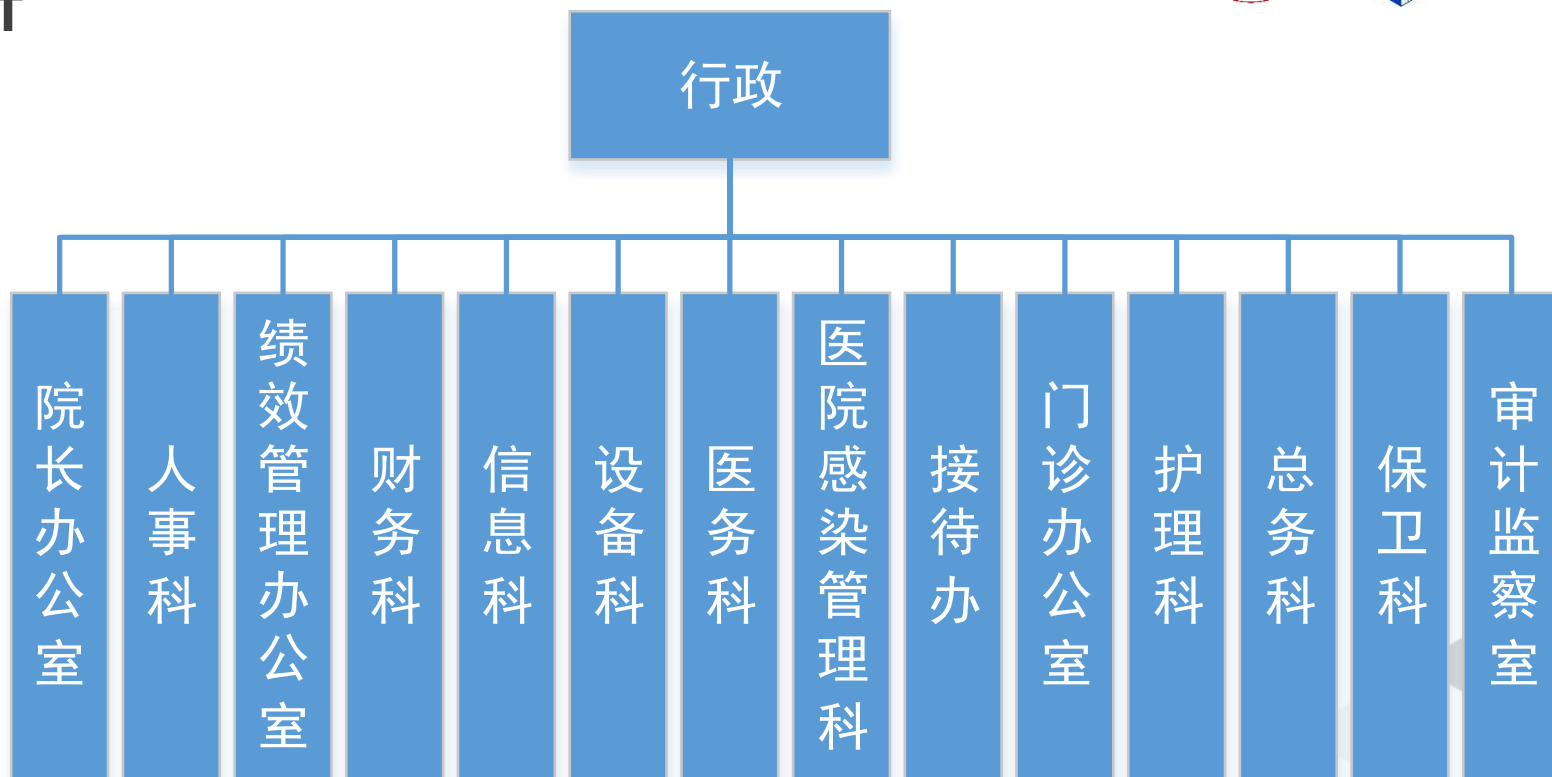 行政
院长办公室
人事科
绩效管理办公室
财务科
信息科
设备科
医务科
医院感染管理科
接待办
门诊办公室
护理科
总务科
保卫科
审计监察室